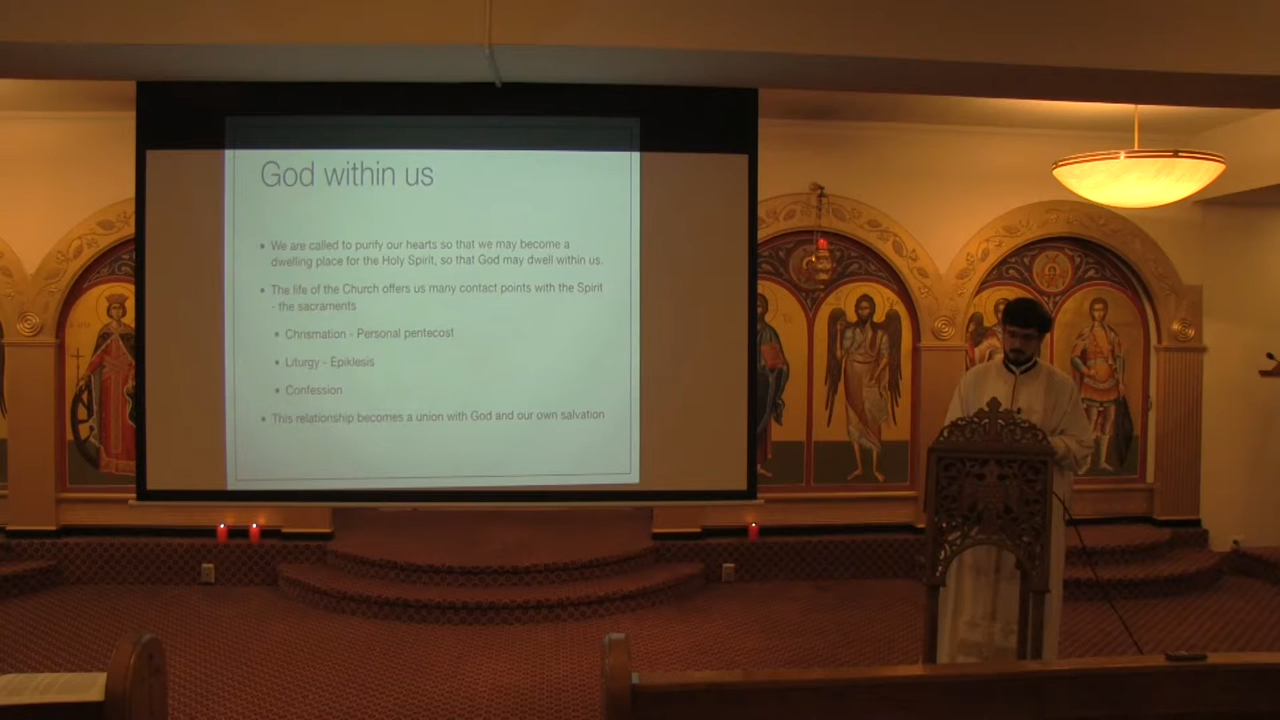 God within us
• We are called to purify our hearts so that we may become a
dwelling place for the Holy Spirit, so that God may dwell within us.
• The life of the Church offers us many contact points with the Spirit
- the sacraments
• Chrismation - Personal pentecost
• Liturgy - Epiklesis
• Confession
• This relationship becomes a union with God and our own salvation